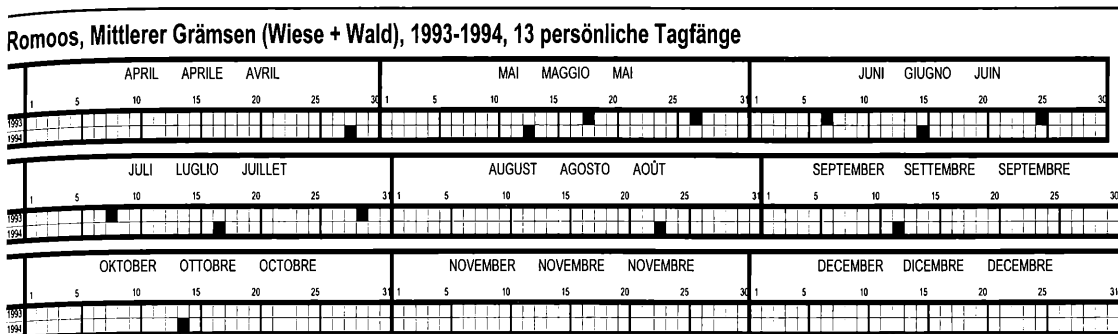 Romoos, Mittlerer Grämsen (Wiese + Wald), 1993-1994, 13 persönliche Tagfänge
APRIL APRILE AVRIL MAI MAGGIO MAI JUNI GIUGNO JUIN
1 5 10 15 20 25 30 1 5 10 15 20 25 31 1 5 10 15 20 25 30
1993
1994
JULI LUGLIO JUILLET AUGUST AGOSTO AOÛT SEPTEMBER SETTEMBRE SEPTEMBRE
1 5 10 15 20 25 31 1 5 10 15 20 25 31 1 5 10 15 20 25 30
1993
1994
OKTOBER OTTOBRE OCTOBRE NOVEMBER NOVEMBRE NOVEMBRE DECEMBER DICEMBRE DECEMBRE
1 5 10 15 20 25 31 1 5 10 15 20 25 30 1 5 10 15 20 25 31
1993
1994